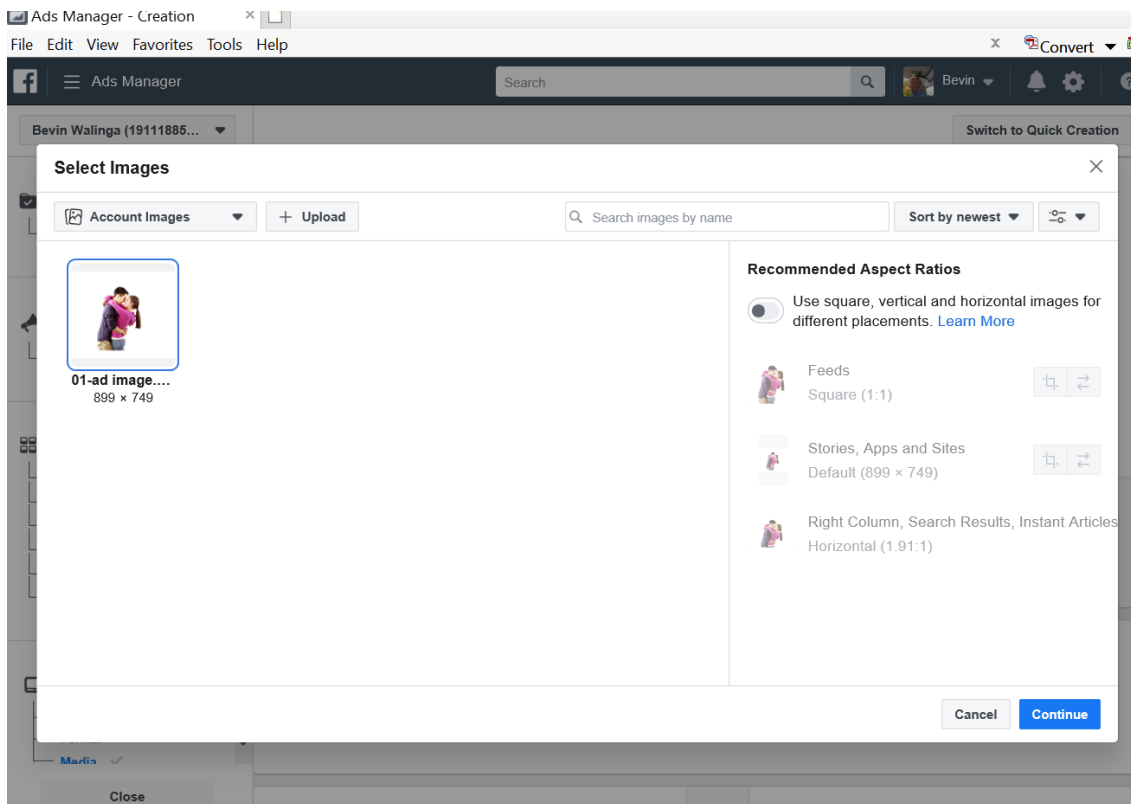 Ads Manager - Creation
File Edit View Favorites Tools Help
x Convert
Ads Manager
Search
Bevin
Bevin Walinga (19111885...
Switch to Quick Creation
Select Images
Account Images
+ Upload
Search images by name
Sort by newest
01-ad image....
899 × 749
Recommended Aspect Ratios
Use square, vertical and horizontal images for
different placements. Learn More
Feeds
Square (1:1)
Stories, Apps and Sites
Default (899 × 749)
Right Column, Search Results, Instant Articles
Horizontal (1.91:1)
Cancel
Continue
Media
Close